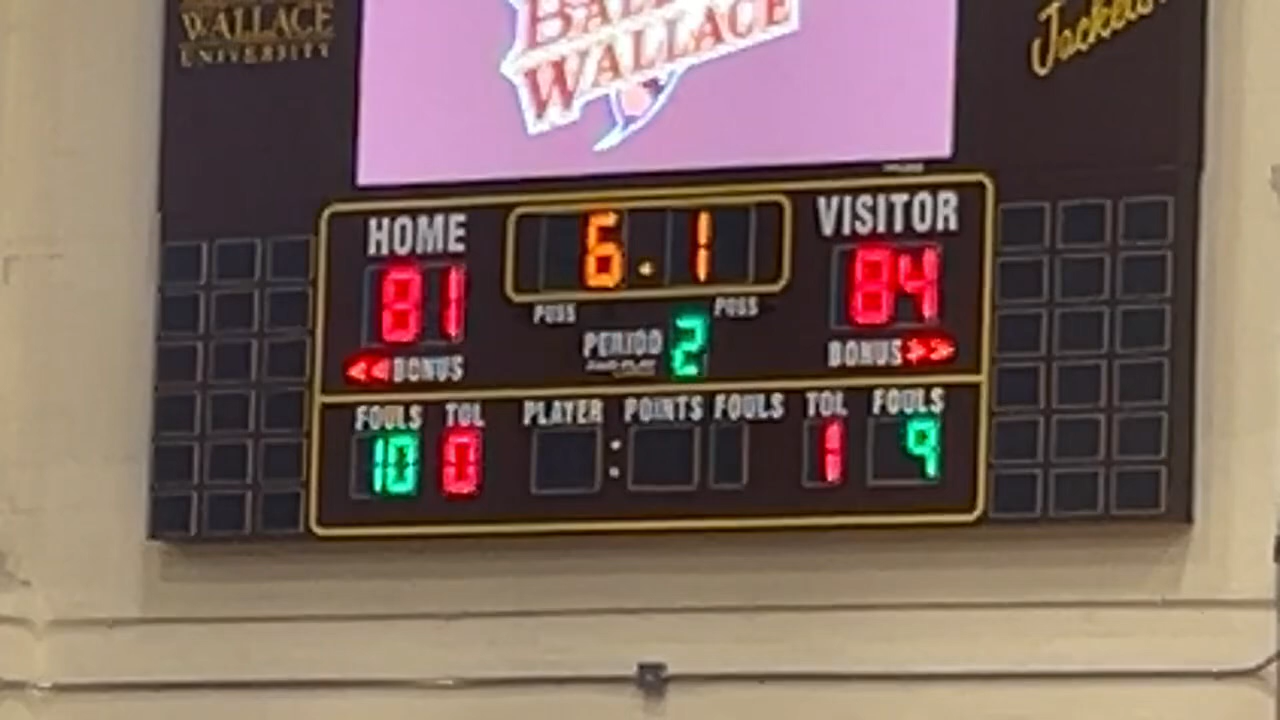 WALLACE
UNIVERSITY
WALLACE
Jackets
HOME 6.1 VISITOR
81 84
POSS POSS
PERIOD 2
<< BONUS BONUS >>
FOULS TOL PLAYER POINTS FOULS TOL FOULS
10 0 : 1 9